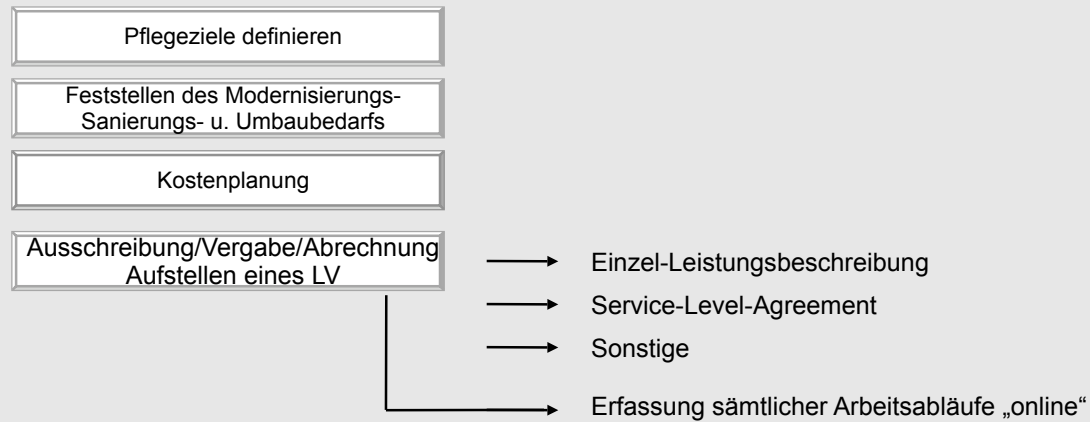 Pflegeziele definieren
Feststellen des Modernisierungs-
Sanierungs- u. Umbaubedarfs
Kostenplanung
Ausschreibung/Vergabe/Abrechnung
Aufstellen eines LV
Einzel-Leistungsbeschreibung
Service-Level-Agreement
Sonstige
Erfassung sämtlicher Arbeitsabläufe „online“